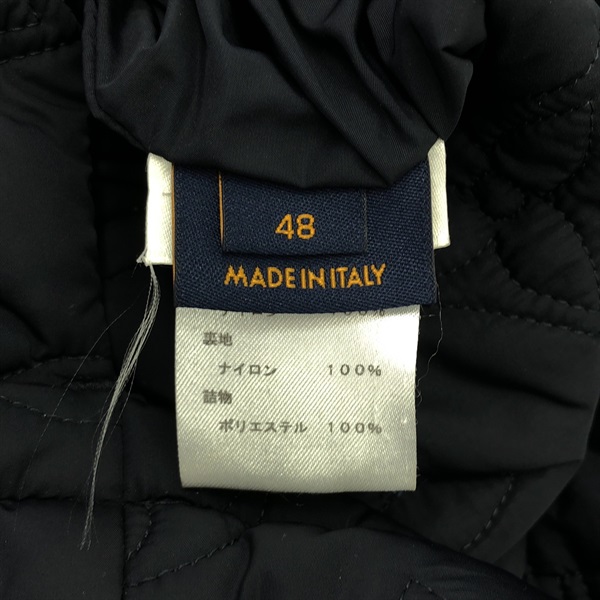 48
MADE IN ITALY
裏地
ナイロン 100%
詰物
ポリエステル 100%